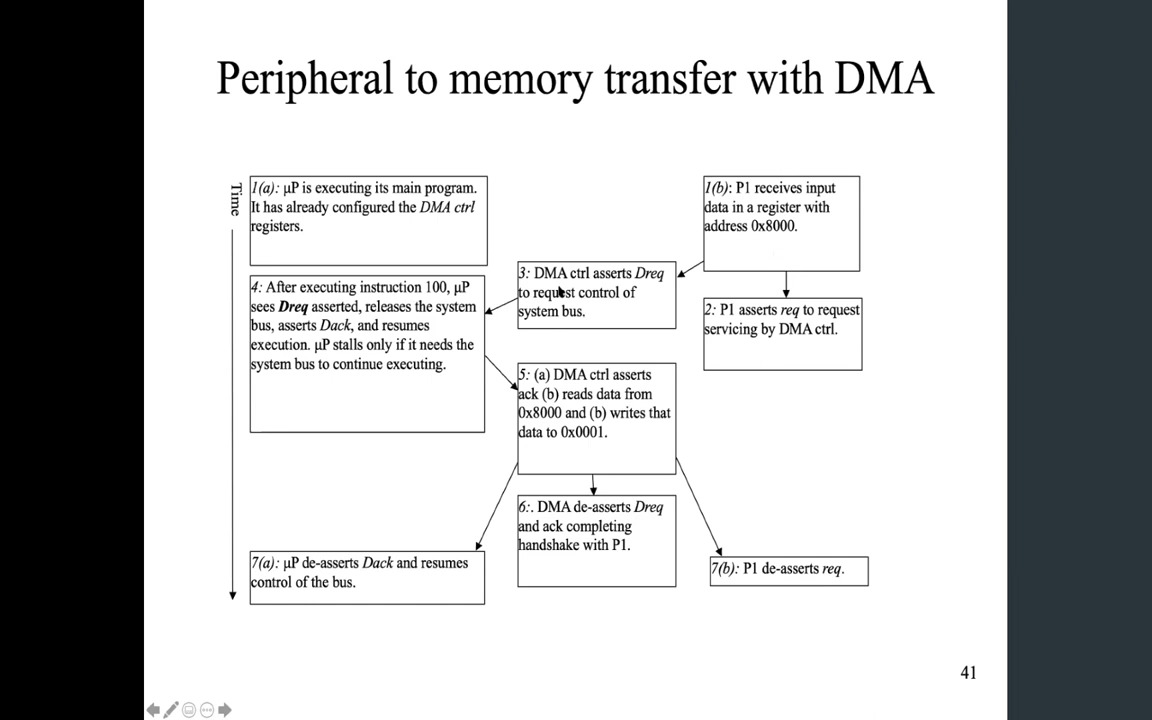 Peripheral to memory transfer with DMA
Time
1(a): μP is executing its main program.
It has already configured the DMA ctrl
registers.
1(b): P1 receives input
data in a register with
address 0x8000.
2: P1 asserts req to request
servicing by DMA ctrl.
3: DMA ctrl asserts Dreq
to request control of
system bus.
4: After executing instruction 100, μP
sees Dreq asserted, releases the system
bus, asserts Dack, and resumes
execution. μP stalls only if it needs the
system bus to continue executing.
5: (a) DMA ctrl asserts
ack (b) reads data from
0x8000 and (b) writes that
data to 0x0001.
6:. DMA de-asserts Dreq
and ack completing
handshake with P1.
7(a): μP de-asserts Dack and resumes
control of the bus.
7(b): P1 de-asserts req.
41